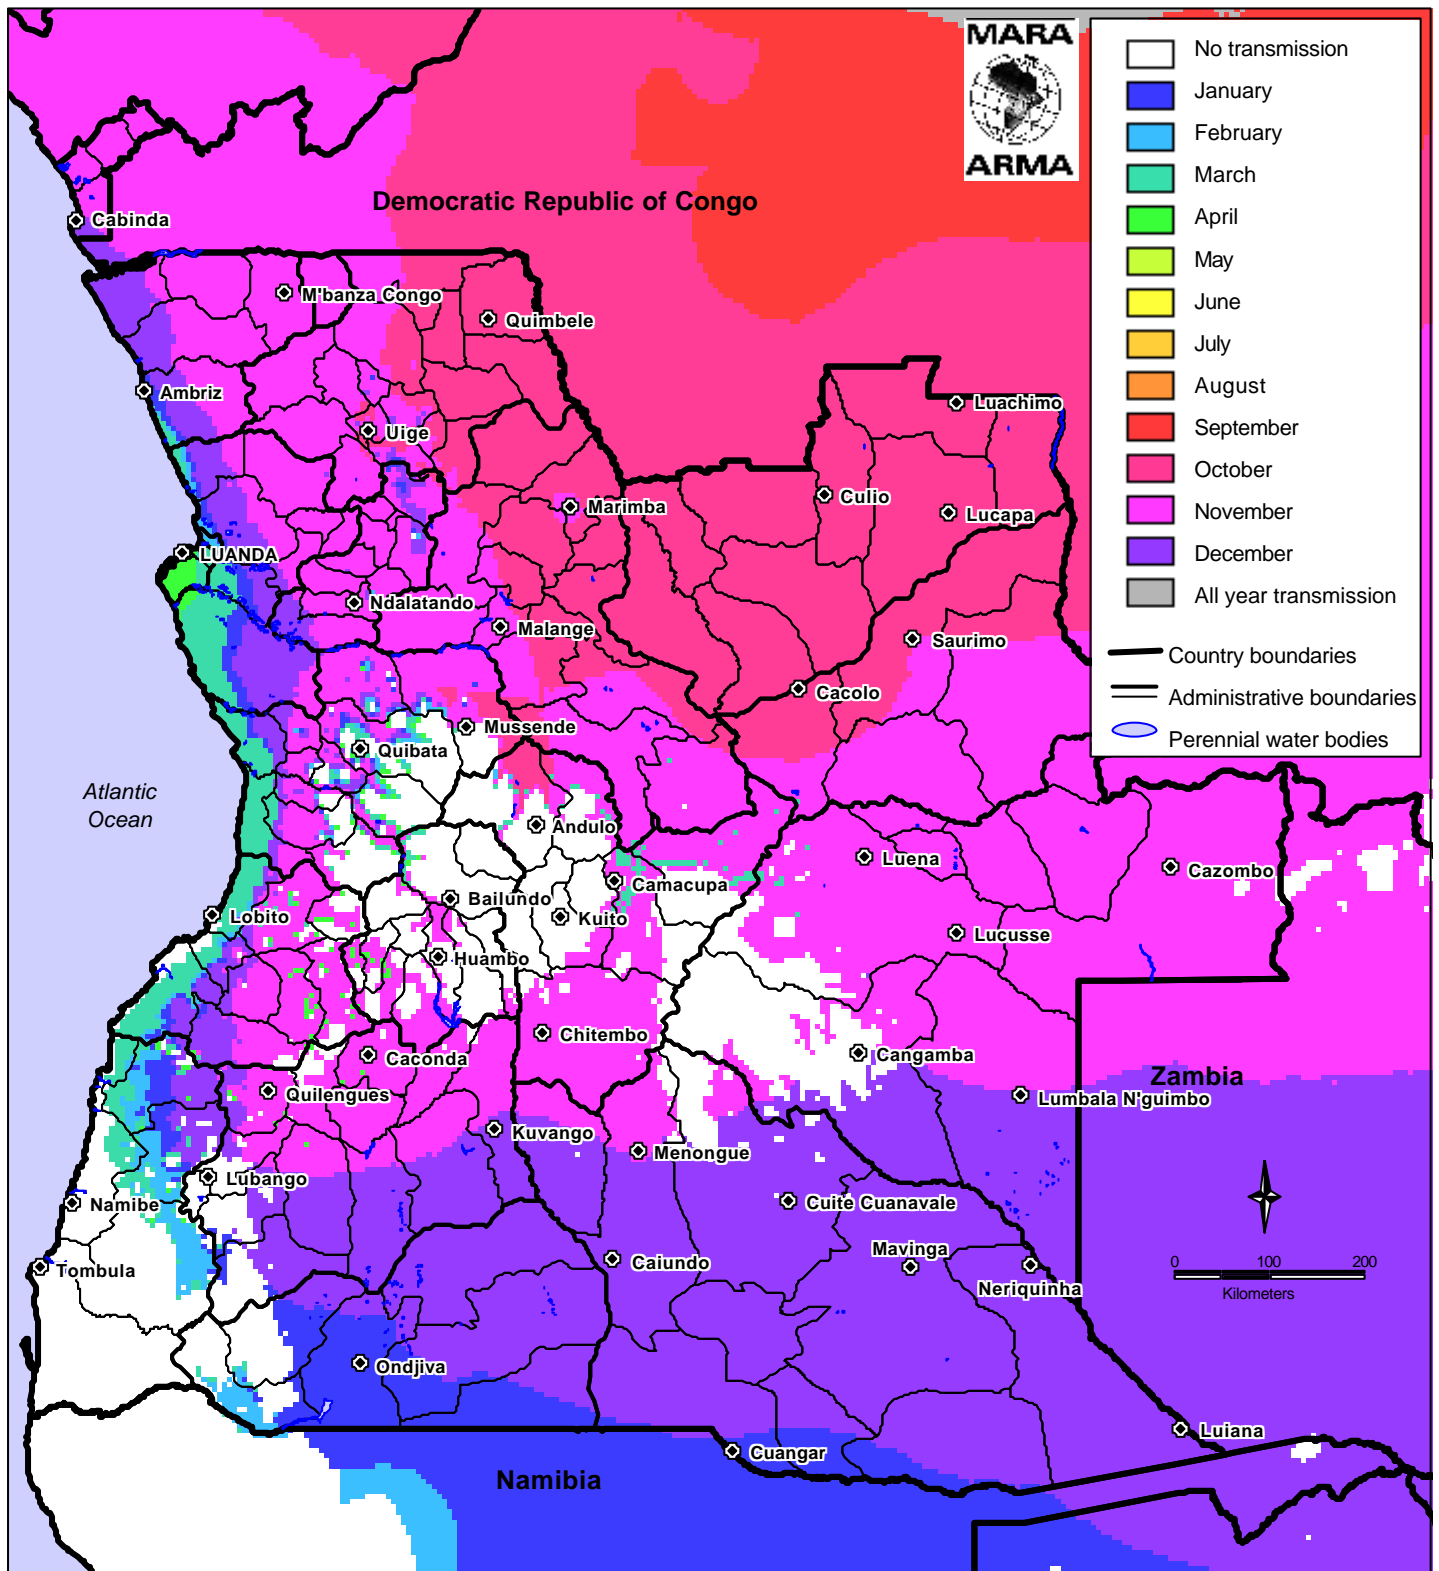 MARA
ARMA
No transmission
January
February
March
April
May
June
July
August
September
October
November
December
All year transmission
Country boundaries
Administrative boundaries
Perennial water bodies
Democratic Republic of Congo
Cabinda
M'banza Congo
Quimbele
Ambriz
Luachimo
Uige
Culio
Marimba
Lucapa
LUANDA
Ndalatando
Malange
Saurimo
Cacolo
Mussende
Quibata
Atlantic
Ocean
Andulo
Luena
Cazombo
Camacupa
Bailundo
Kuito
Lobito
Lucusse
Huambo
Chitembo
Caconda
Cangamba
Zambia
Quilengues
Lumbala N'guimbo
Kuvango
Menongue
Lubango
Namibe
Cuite Cuanavale
Mavinga
Caiundo
Tombula
Neriquinha
0 100 200
Kilometers
Ondjiva
Luiana
Cuangar
Namibia